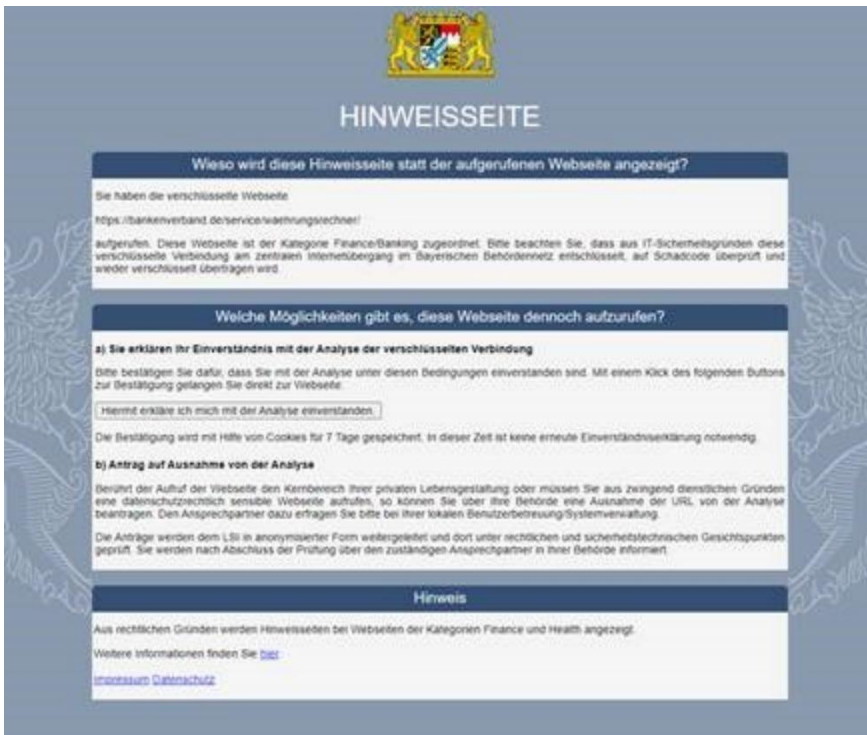 HINWEISSEITE
Wieso wird diese Hinweisseite statt der aufgerufenen Webseite angezeigt?
Sie haben die verschlüsselte Webseite
https://bankenverband.de/service/waehrungsrechner/
aufgerufen. Diese Webseite ist der Kategorie Finance/Banking zugeordnet. Bitte beachten Sie, dass aus IT-Sicherheitsgründen diese
verschlüsselte Verbindung am zentralen Internetübergang im Bayerischen Behördennetz entschlüsselt, auf Schadcode überprüft und
wieder verschlüsselt übertragen wird.
Welche Möglichkeiten gibt es, diese Webseite dennoch aufzurufen?
a) Sie erklären Ihr Einverständnis mit der Analyse der verschlüsselten Verbindung
Bitte bestätigen Sie dafür, dass Sie mit der Analyse unter diesen Bedingungen einverstanden sind. Mit einem Klick des folgenden Buttons
zur Bestätigung gelangen Sie direkt zur Webseite.
Hiermit erkläre ich mich mit der Analyse einverstanden.
Die Bestätigung wird mit Hilfe von Cookies für 7 Tage gespeichert. In dieser Zeit ist keine erneute Einverständniserklärung notwendig.
b) Antrag auf Ausnahme von der Analyse
Berührt der Aufruf der Webseite den Kernbereich Ihrer privaten Lebensgestaltung oder müssen Sie aus zwingend dienstlichen Gründen
eine datenschutzrechtlich sensible Webseite aufrufen, so können Sie über Ihre Behörde eine Ausnahme der URL von der Analyse
beantragen. Den Ansprechpartner dazu erfragen Sie bitte bei Ihrer lokalen Benutzerbetreuung/Systemverwaltung.
Die Anträge werden dem LSI in anonymisierter Form weitergeleitet und dort unter rechtlichen und sicherheitstechnischen Gesichtspunkten
geprüft. Sie werden nach Abschluss der Prüfung über den zuständigen Ansprechpartner in Ihrer Behörde informiert.
Hinweis
Aus rechtlichen Gründen werden Hinweisseiten bei Webseiten der Kategorien Finance und Health angezeigt.
Weitere Informationen finden Sie hier.
Impressum Datenschutz